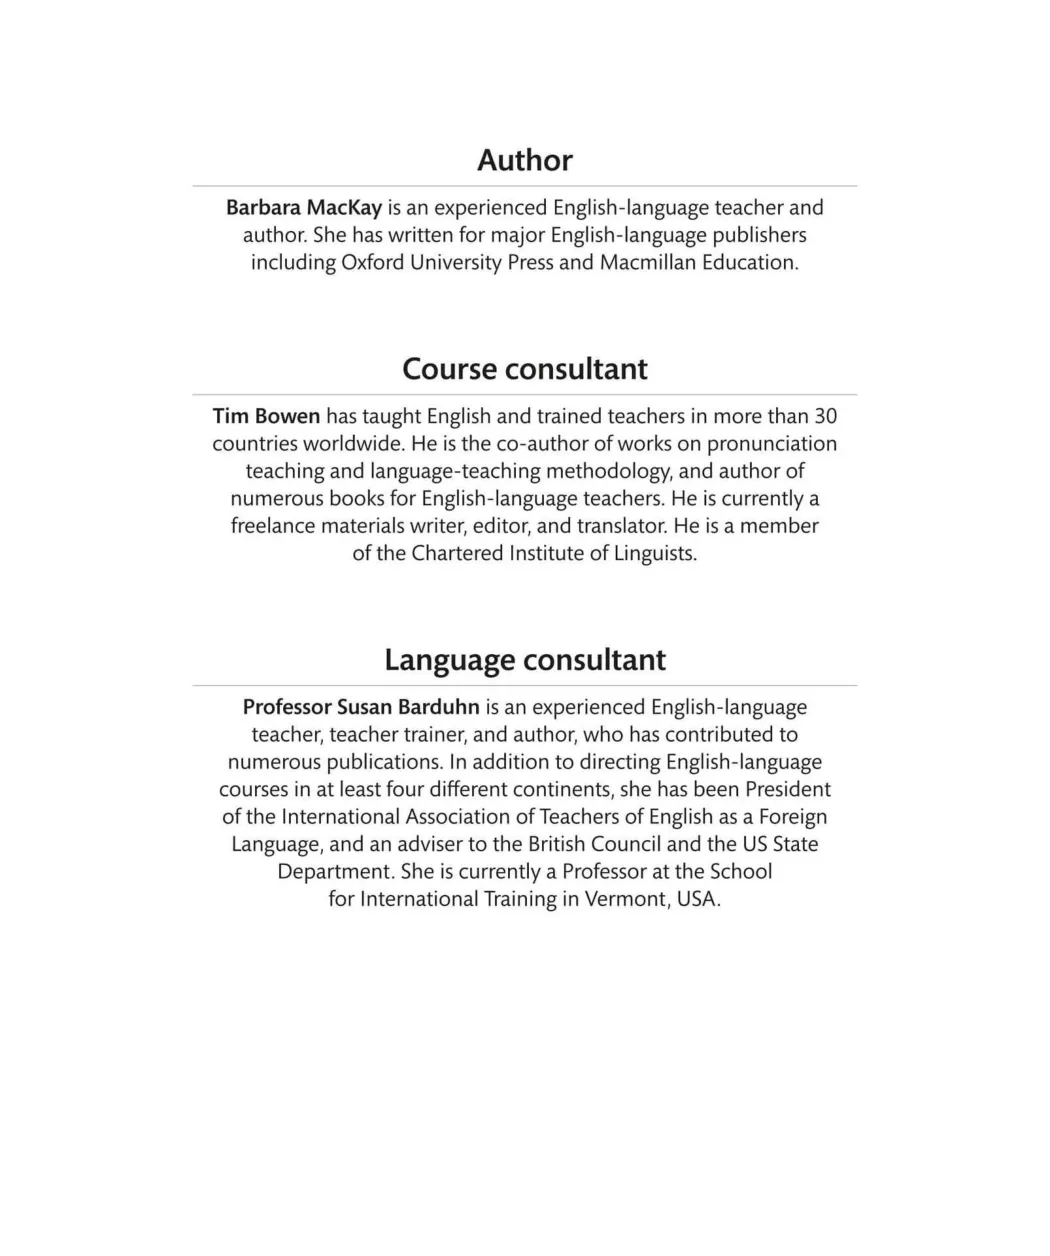 Author
Barbara MacKay is an experienced English-language teacher and
author. She has written for major English-language publishers
including Oxford University Press and Macmillan Education.
Course consultant
Tim Bowen has taught English and trained teachers in more than 30
countries worldwide. He is the co-author of works on pronunciation
teaching and language-teaching methodology, and author of
numerous books for English-language teachers. He is currently a
freelance materials writer, editor, and translator. He is a member
of the Chartered Institute of Linguists.
Language consultant
Professor Susan Barduhn is an experienced English-language
teacher, teacher trainer, and author, who has contributed to
numerous publications. In addition to directing English-language
courses in at least four different continents, she has been President
of the International Association of Teachers of English as a Foreign
Language, and an adviser to the British Council and the US State
Department. She is currently a Professor at the School
for International Training in Vermont, USA.